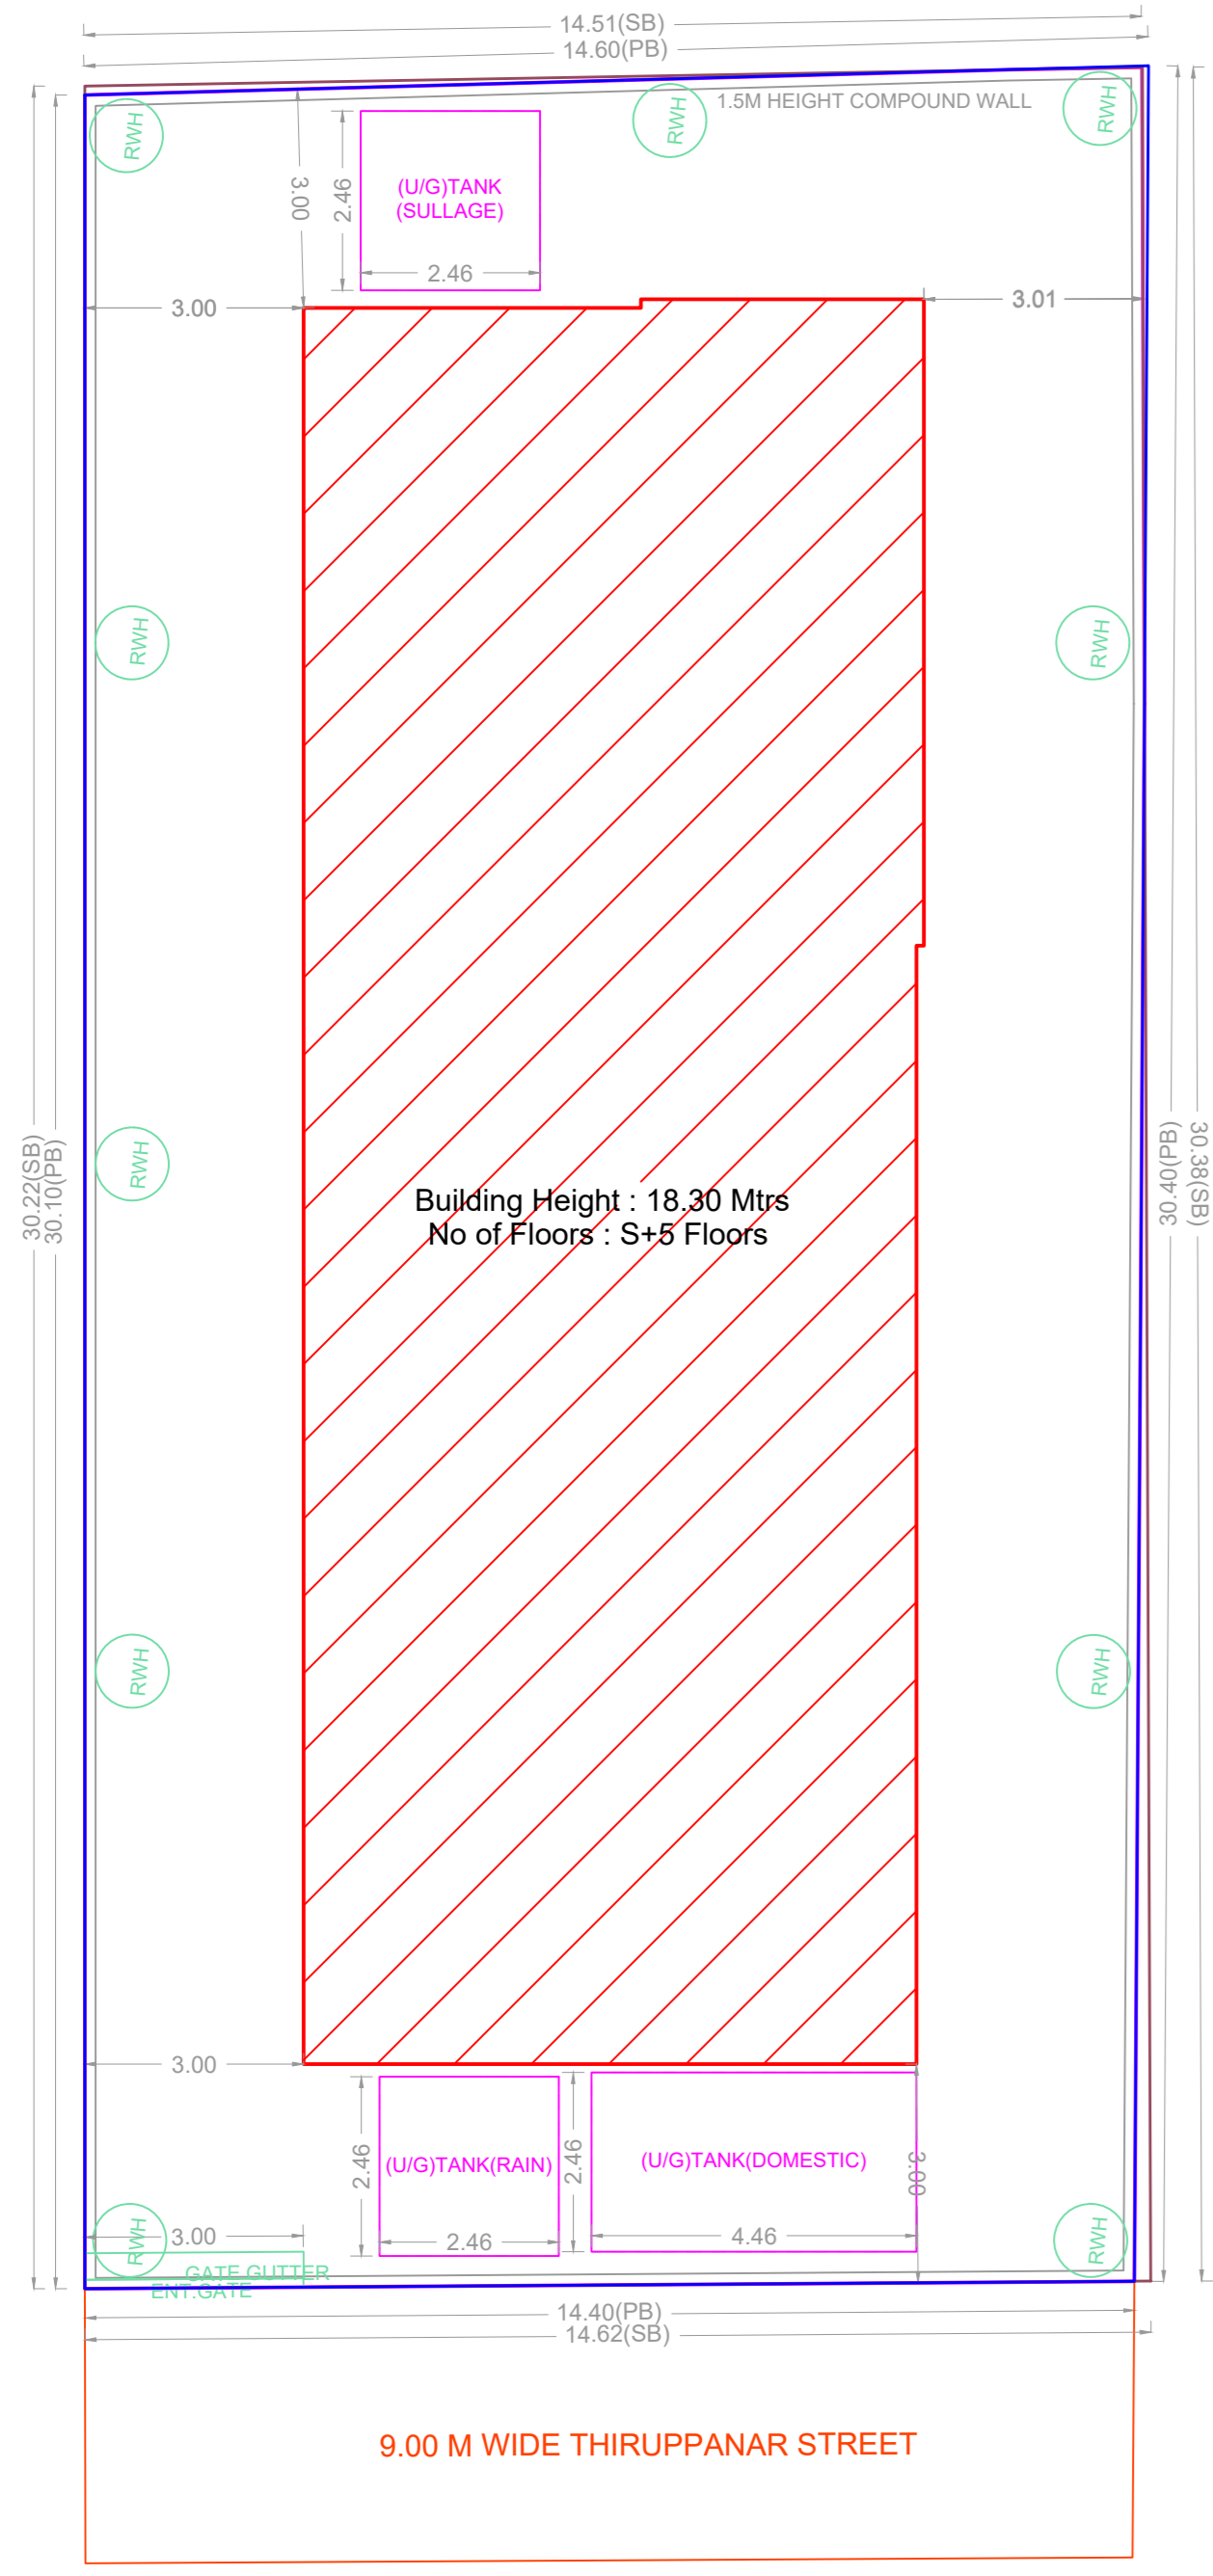 14.51(SB)
14.60(PB)
1.5M HEIGHT COMPOUND WALL
RWH
RWH
RWH
3.00
2.46
(U/G)TANK
(SULLAGE)
2.46
3.00
3.01
RWH
RWH
30.22(SB)
30.10(PB)
RWH
30.40(PB)
30.38(SB)
Building Height : 18.30 Mtrs
No of Floors : S+5 Floors
RWH
RWH
3.00
2.46
(U/G)TANK(RAIN)
2.46
2.46
(U/G)TANK(DOMESTIC)
4.46
3.00
3.00
RWH
RWH
GATE GUTTER
ENT.GATE
14.40(PB)
14.62(SB)
9.00 M WIDE THIRUPPANAR STREET